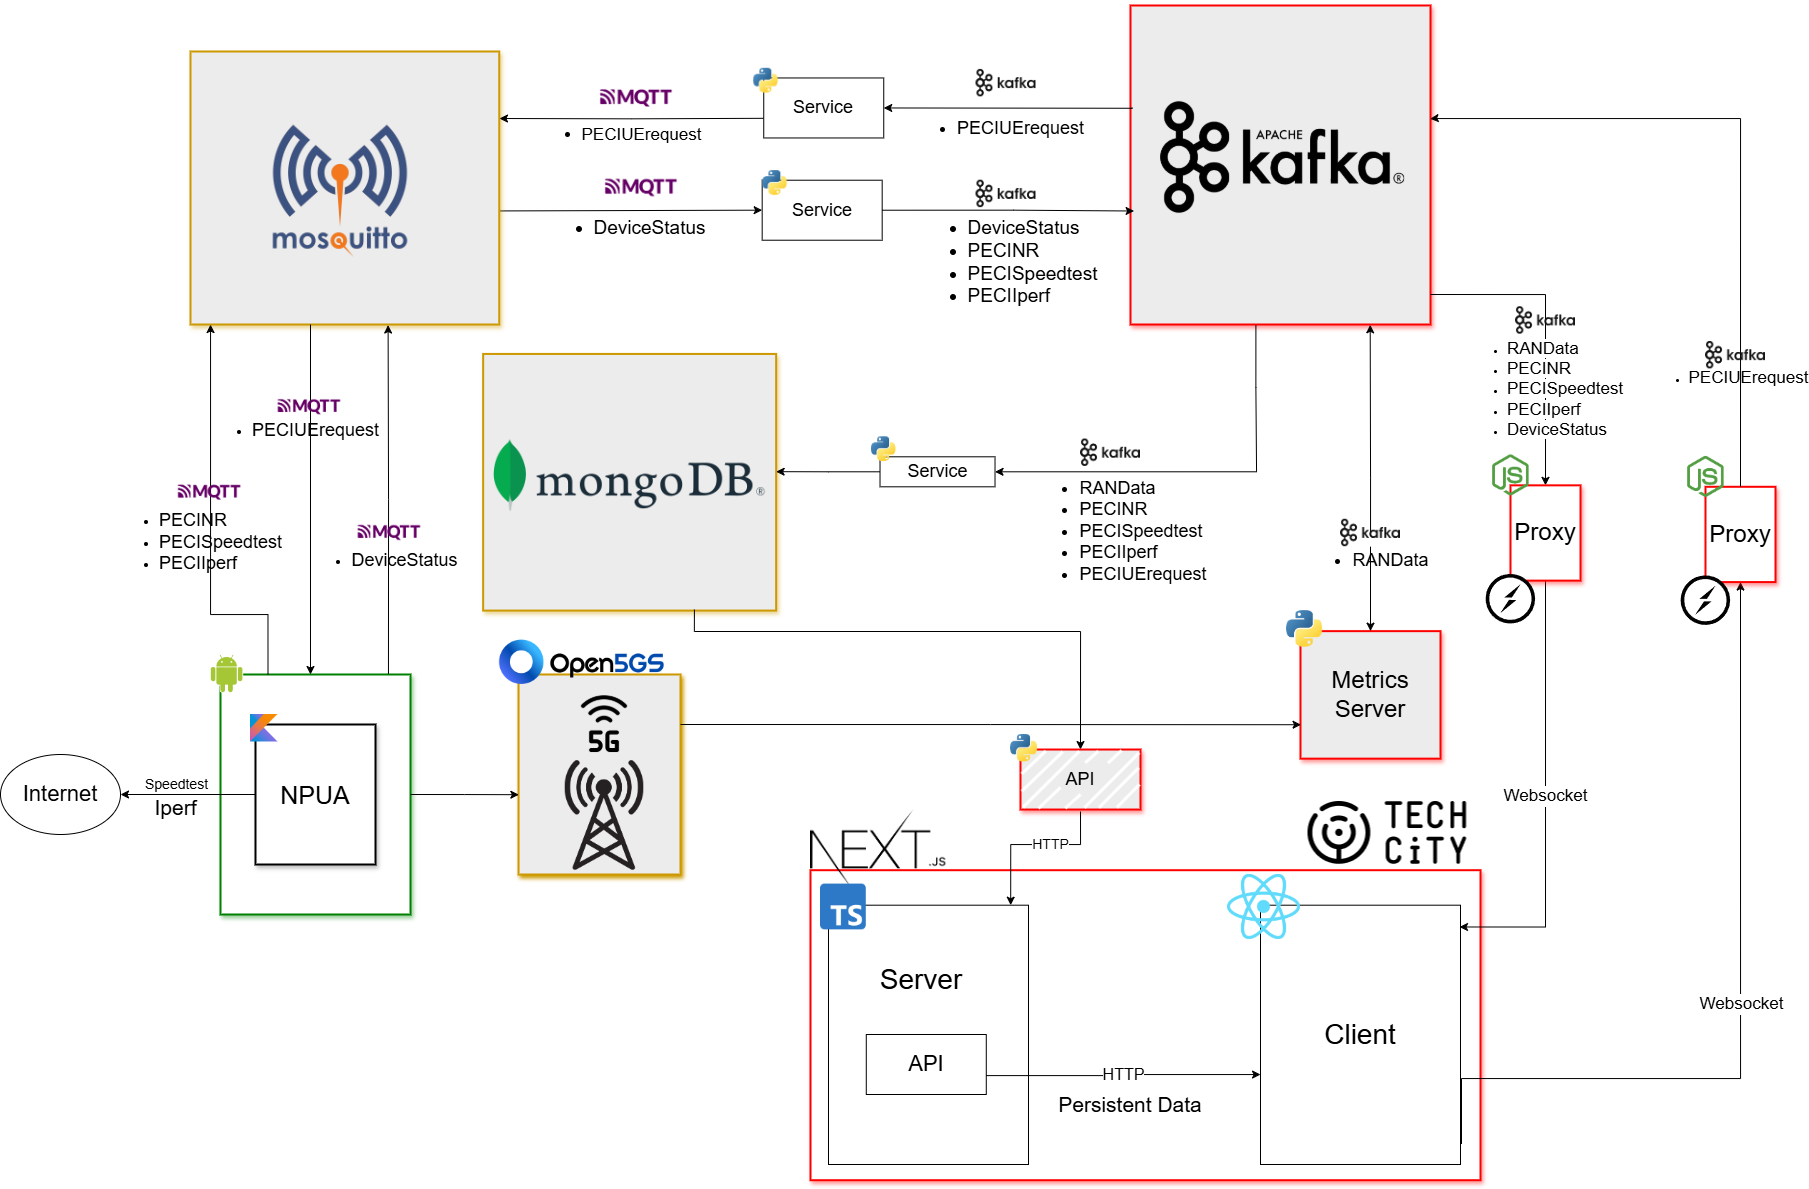 mosquitto
MQTT
PECIUErequest
Service
kafka
PECIUErequest
APACHE
kafka®
MQTT
DeviceStatus
Service
kafka
DeviceStatus
PECINR
PECISpeedtest
PECIIperf
kafka
RANData
PECINR
PECISpeedtest
PECIIperf
DeviceStatus
kafka
PECIUErequest
MQTT
PECIUErequest
MQTT
PECINR
PECISpeedtest
PECIIperf
MQTT
DeviceStatus
mongoDB®
Service
kafka
RANData
PECINR
PECISpeedtest
PECIIperf
PECIUErequest
kafka
RANData
JS
Proxy
JS
Proxy
Open5GS
5G
Metrics
Server
Internet
Speedtest
Iperf
NPUA
API
HTTP
Websocket
NEXT.JS
TECH
CiTY
TS
Server
API
HTTP
Persistent Data
Client
Websocket